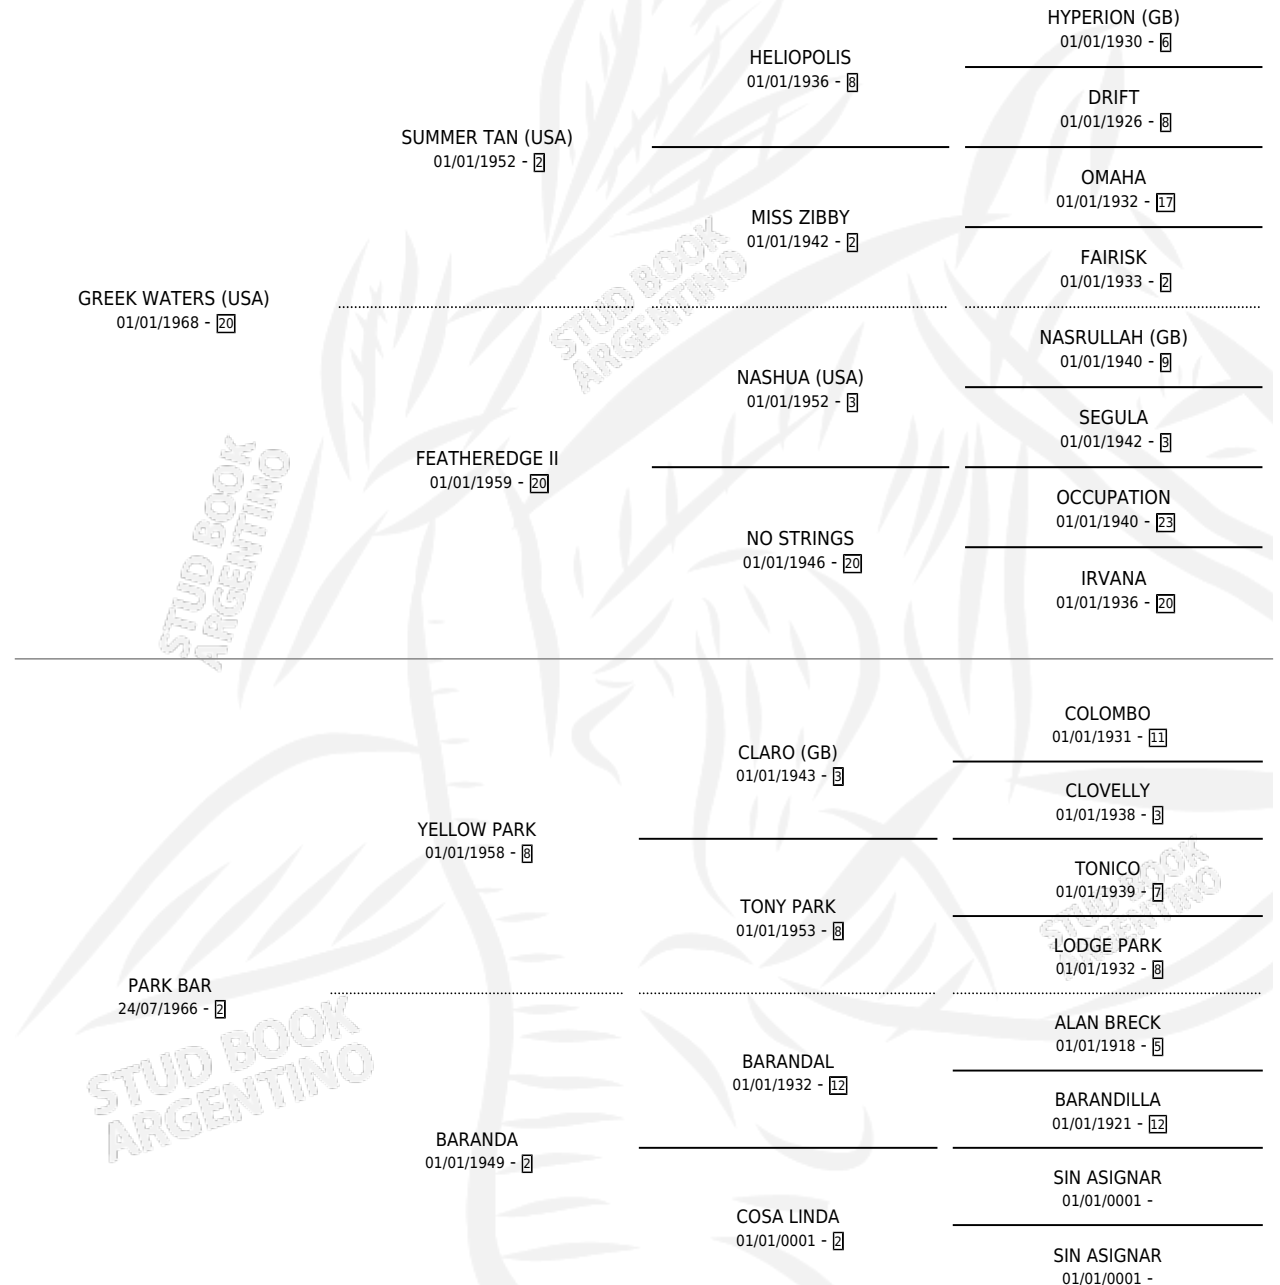 HYPERION (GB)
01/01/1930 - 6
HELIOPOLIS
01/01/1936 - 8
DRIFT
01/01/1926 - 8
SUMMER TAN (USA)
01/01/1952 - 2
OMAHA
01/01/1932 - 17
MISS ZIBBY
01/01/1942 - 2
FAIRISK
01/01/1933 - 2
GREEK WATERS (USA)
01/01/1968 - 20
NASRULLAH (GB)
01/01/1940 - 9
NASHUA (USA)
01/01/1952 - 3
SEGULA
01/01/1942 - 3
FEATHEREDGE II
01/01/1959 - 20
OCCUPATION
01/01/1940 - 23
NO STRINGS
01/01/1946 - 20
IRVANA
01/01/1936 - 20
COLOMBO
01/01/1931 - 11
CLARO (GB)
01/01/1943 - 3
CLOVELLY
01/01/1938 - 3
YELLOW PARK
01/01/1958 - 8
TONICO
01/01/1939 - 7
TONY PARK
01/01/1953 - 8
LODGE PARK
01/01/1932 - 8
PARK BAR
24/07/1966 - 2
ALAN BRECK
01/01/1918 - 5
BARANDAL
01/01/1932 - 12
BARANDILLA
01/01/1921 - 12
BARANDA
01/01/1949 - 2
SIN ASIGNAR
01/01/0001 -
COSA LINDA
01/01/0001 - 2
SIN ASIGNAR
01/01/0001 -
STUD BOOK
ARGENTINO
STUD BOOK
ARGENTINO
STUD BOOK
ARGENTINO
STUD BOOK
ARGENTINO